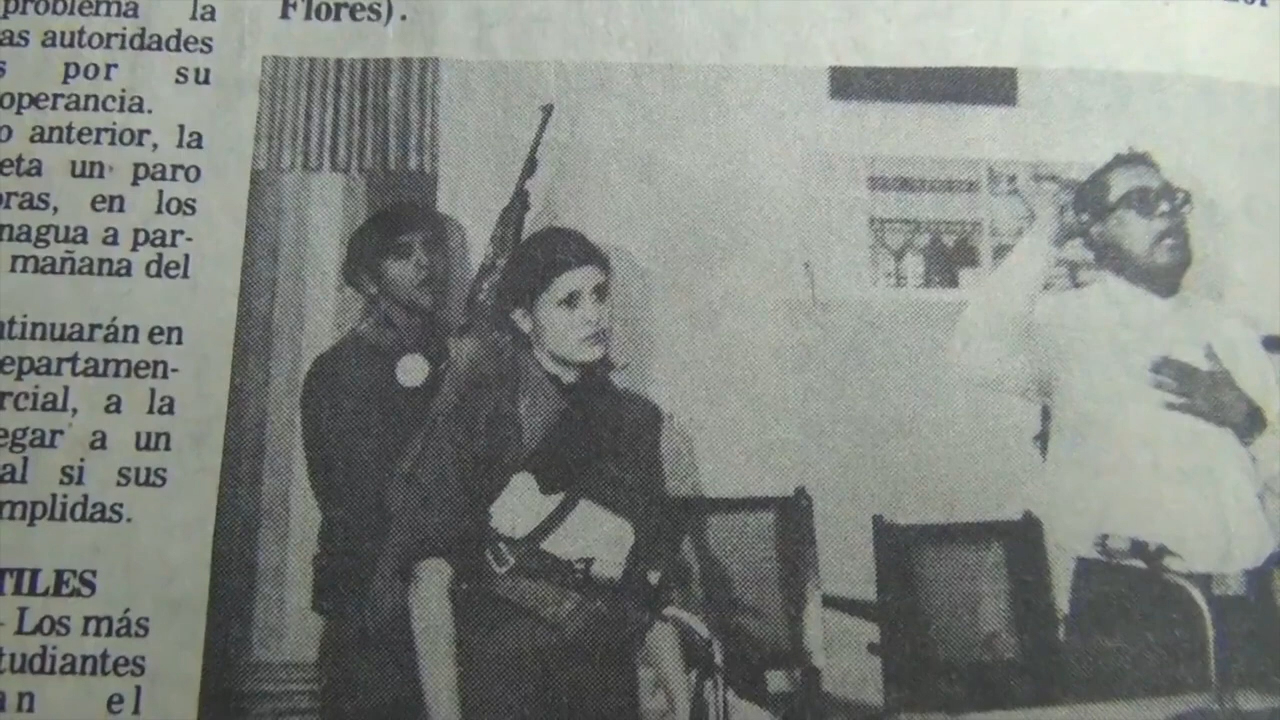 problema la
as autoridades
s por su
operancia.
o anterior, la
eta un paro
oras, en los
nagua a par-
mañana del
ntinuarán en
epartamen-
rcial, a la
egar a un
al si sus
mplidas.
TILES
- Los más
tudiantes
an el
Flores).